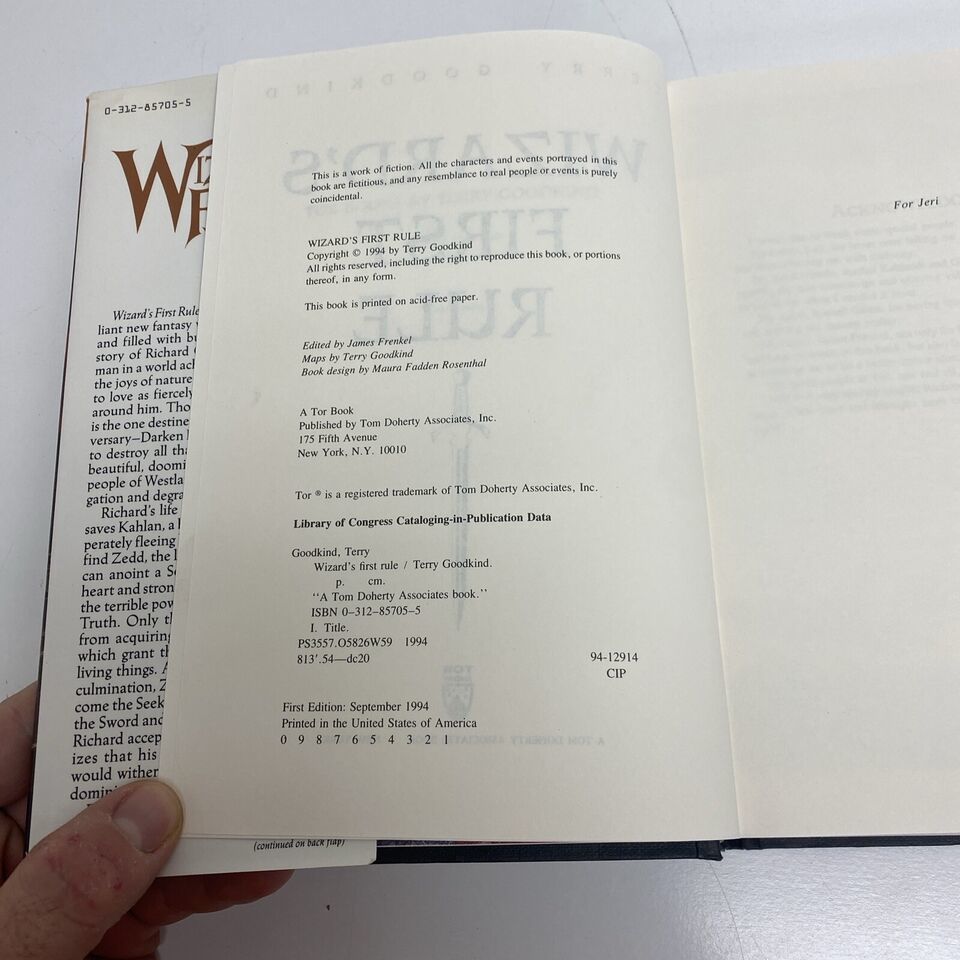 0-312-85705-5
Wizard's First Rule
liant new fantasy
and filled with
story of Richard
man in a world
the joys of nature
to love as fiercely
around him.
is the one
Darken
to destroy all
beautiful,
people of
gation and
Richard's life
saves Kahlan, a
perately fleeing
find Zedd, the
can anoint a
heart and
the terrible
Truth. Only
from
which grant
living things.
culmination,
come the
the Sword and
Richard
izes that his
would wither
(continued on back flap)
TERRY GOODKIND
WIZARD'S
FIRST
RULE
This is a work of fiction. All the characters and events portrayed in this
book are fictitious, and any resemblance to real people or events is purely
coincidental.
WIZARD'S FIRST RULE
Copyright © 1994 by Terry Goodkind
All rights reserved, including the right to reproduce this book, or portions
thereof, in any form.
This book is printed on acid-free paper.
Edited by James Frenkel
Maps by Terry Goodkind
Book design by Maura Fadden Rosenthal
A Tor Book
Published by Tom Doherty Associates, Inc.
175 Fifth Avenue
New York, N.Y. 10010
Tor ® is a registered trademark of Tom Doherty Associates, Inc.
Library of Congress Cataloging-in-Publication Data
Goodkind, Terry
Wizard's first rule / Terry Goodkind.
p. cm.
"A Tom Doherty Associates book."
ISBN 0-312-85705-5
I. Title.
PS3557.O5826W59 1994
813'.54—dc20 94-12914
CIP
First Edition: September 1994
Printed in the United States of America
0 9 8 7 6 5 4 3 2 1
For Jeri